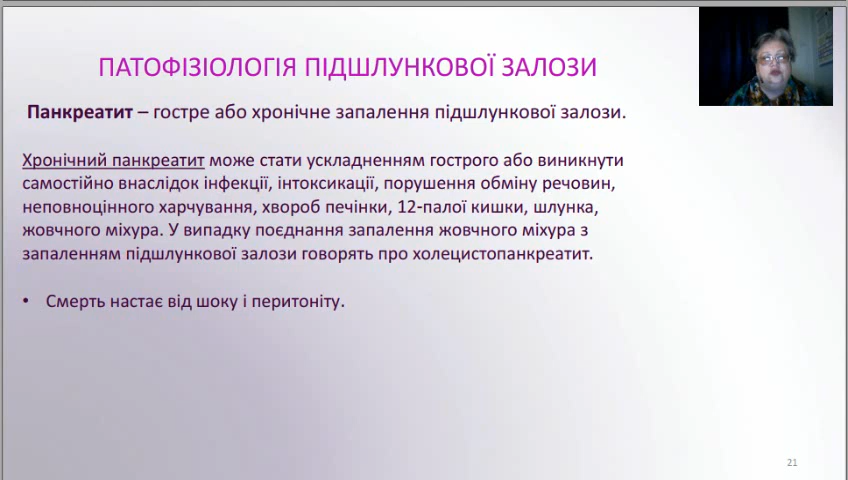 ПАТОФІЗІОЛОГІЯ ПІДШЛУНКОВОЇ ЗАЛОЗИ
Панкреатит – гостре або хронічне запалення підшлункової залози.
Хронічний панкреатит може стати ускладненням гострого або виникнути
самостійно внаслідок інфекції, інтоксикації, порушення обміну речовин,
неповноцінного харчування, хвороб печінки, 12-палої кишки, шлунка,
жовчного міхура. У випадку поєднання запалення жовчного міхура з
запаленням підшлункової залози говорять про холецистопанкреатит.
• Смерть настає від шоку і перитоніту.
21